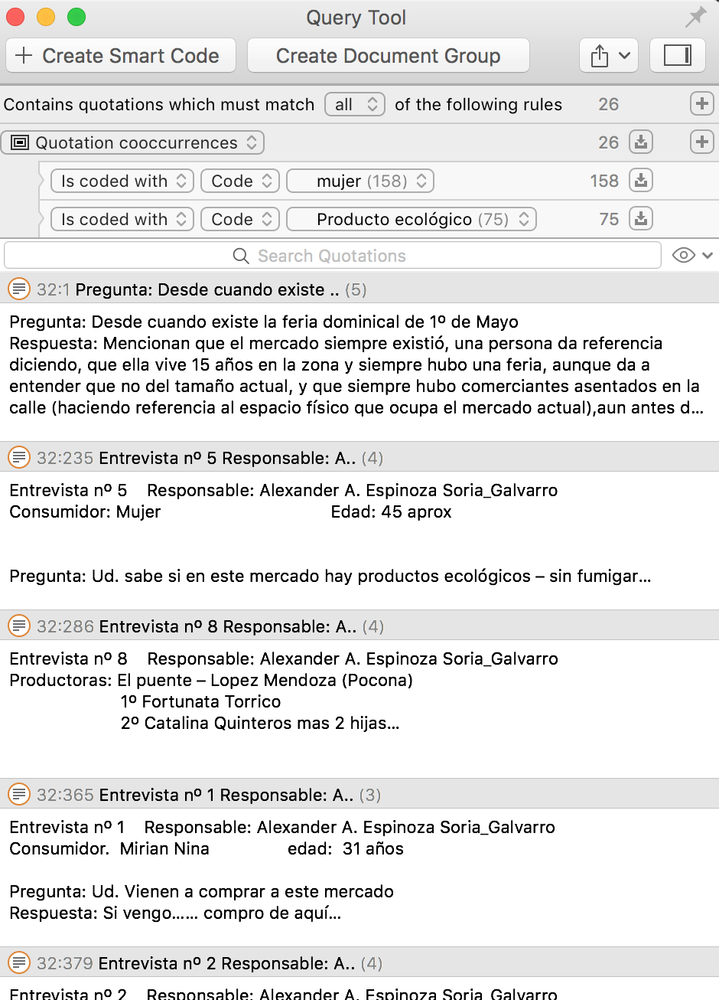 Query Tool
Create Smart Code
Create Document Group
Contains quotations which must match all of the following rules 26
Quotation cooccurrences 26
Is coded with Code mujer (158) 158
Is coded with Code Producto ecológico (75) 75
Search Quotations
32:1 Pregunta: Desde cuando existe .. (5)
Pregunta: Desde cuando existe la feria dominical de 1º de Mayo
Respuesta: Mencionan que el mercado siempre existió, una persona da referencia
diciendo, que ella vive 15 años en la zona y siempre hubo una feria, aunque da a
entender que no del tamaño actual, y que siempre hubo comerciantes asentados en la
calle (haciendo referencia al espacio físico que ocupa el mercado actual),aun antes d...
32:235 Entrevista nº 5 Responsable: A.. (4)
Entrevista nº 5 Responsable: Alexander A. Espinoza Soria_Galvarro
Consumidor: Mujer Edad: 45 aprox
Pregunta: Ud. sabe si en este mercado hay productos ecológicos – sin fumigar...
32:286 Entrevista nº 8 Responsable: A.. (4)
Entrevista nº 8 Responsable: Alexander A. Espinoza Soria_Galvarro
Productoras: El puente – Lopez Mendoza (Pocona)
1º Fortunata Torrico
2º Catalina Quinteros mas 2 hijas...
32:365 Entrevista nº 1 Responsable: A.. (3)
Entrevista nº 1 Responsable: Alexander A. Espinoza Soria_Galvarro
Consumidor. Mirian Nina edad: 31 años
Pregunta: Ud. Vienen a comprar a este mercado
Respuesta: Si vengo...... compro de aquí...
32:379 Entrevista nº 2 Responsable: A.. (4)
Entrevista nº 2 Responsable: Alexander A. Espinoza Soria_Galvarro